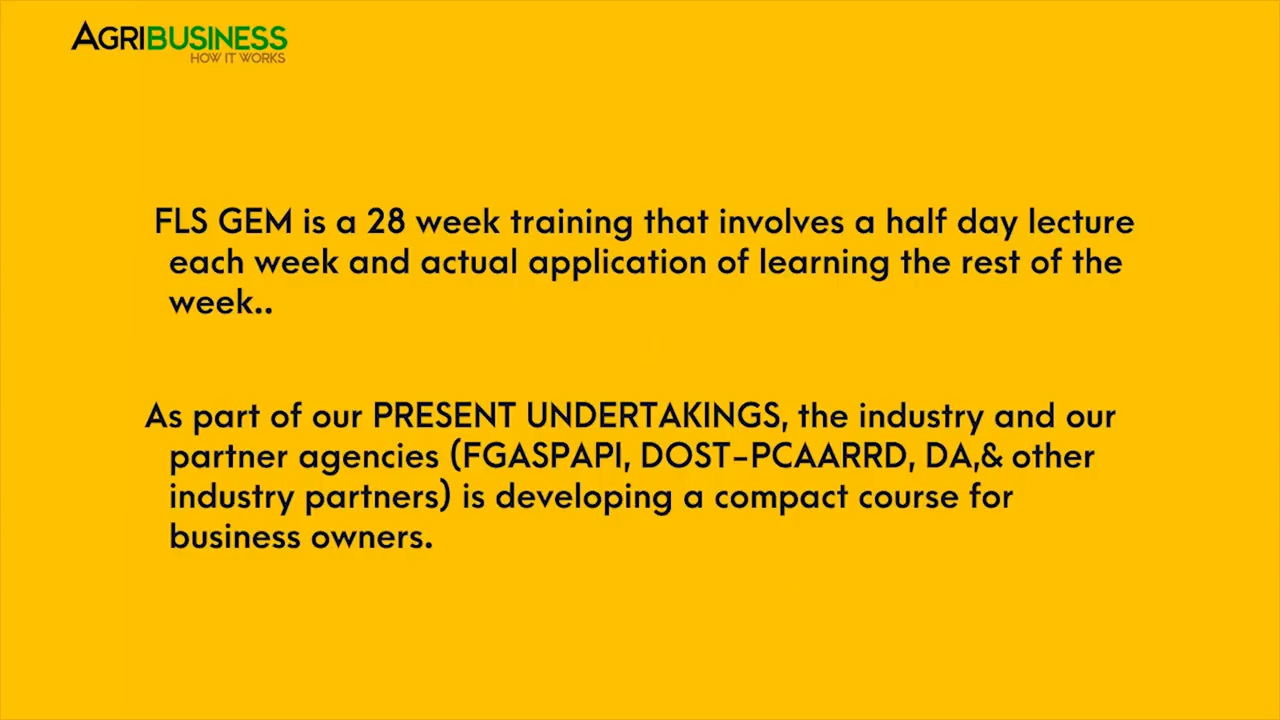 AGRIBUSINESS
HOW IT WORKS
FLS GEM is a 28 week training that involves a half day lecture
each week and actual application of learning the rest of the
week..
As part of our PRESENT UNDERTAKINGS, the industry and our
partner agencies (FGASPAPI, DOST-PCAARRD, DA,& other
industry partners) is developing a compact course for
business owners.